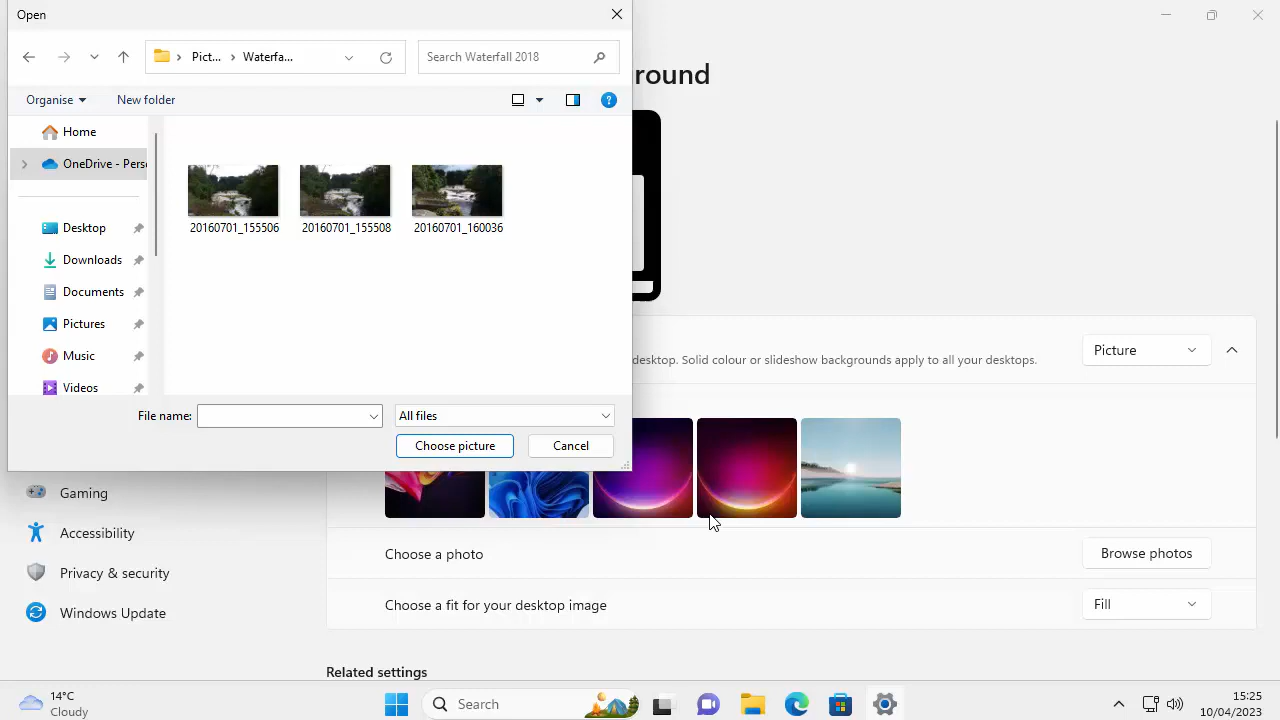 Open
Pict... Waterfa...
Search Waterfall 2018
Organise
New folder
Home
OneDrive - Pers
Desktop
Downloads
Documents
Pictures
Music
Videos
20160701_155506
20160701_155508
20160701_160036
File name:
All files
Choose picture
Cancel
round
desktop. Solid colour or slideshow backgrounds apply to all your desktops.
Picture
Gaming
Accessibility
Privacy & security
Windows Update
Choose a photo
Browse photos
Choose a fit for your desktop image
Fill
Related settings
14°C
Cloudy
Search
15:25
10/04/2023